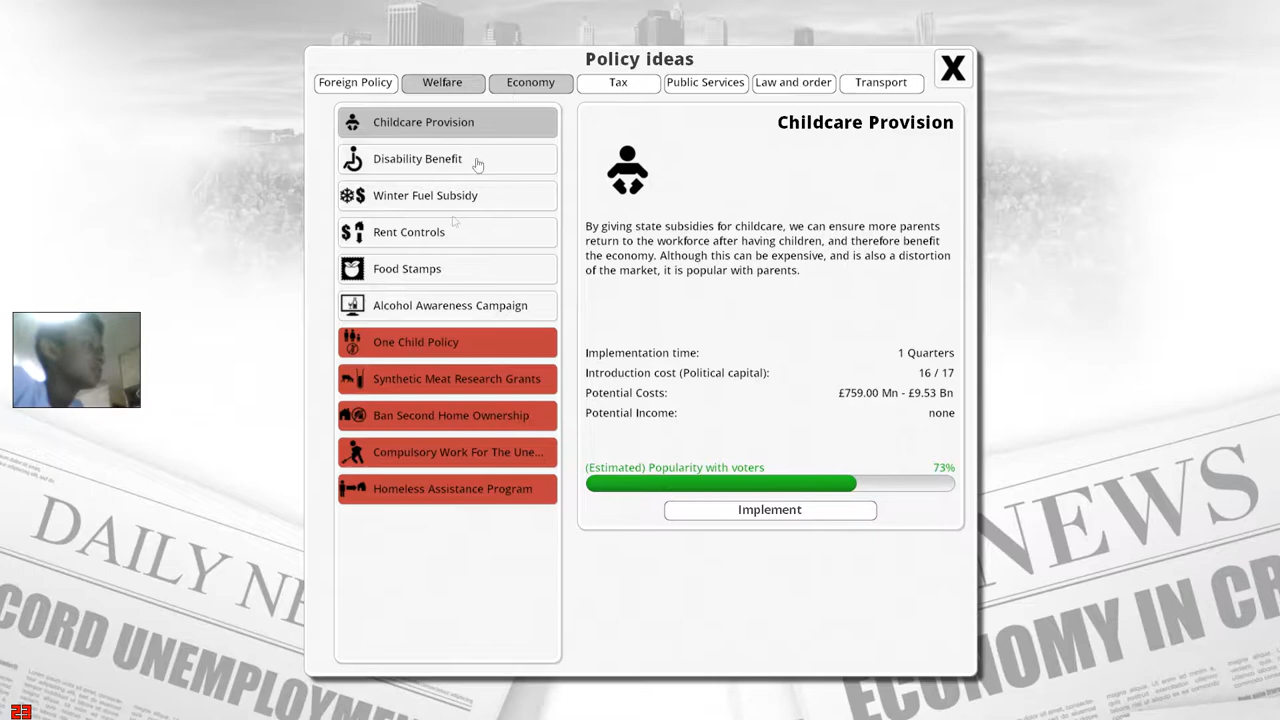 Policy ideas
X
Foreign Policy
Welfare
Economy
Tax
Public Services
Law and order
Transport
Childcare Provision
Disability Benefit
Winter Fuel Subsidy
Rent Controls
Food Stamps
Alcohol Awareness Campaign
One Child Policy
Synthetic Meat Research Grants
Ban Second Home Ownership
Compulsory Work For The Une...
Homeless Assistance Program
Childcare Provision
By giving state subsidies for childcare, we can ensure more parents
return to the workforce after having children, and therefore benefit
the economy. Although this can be expensive, and is also a distortion
of the market, it is popular with parents.
Implementation time: 1 Quarters
Introduction cost (Political capital): 16 / 17
Potential Costs: £759.00 Mn - £9.53 Bn
Potential Income: none
(Estimated) Popularity with voters 73%
Implement
DAILY NE
CORD UNEMPLOYM
NEWS
ECONOMY IN CR
23